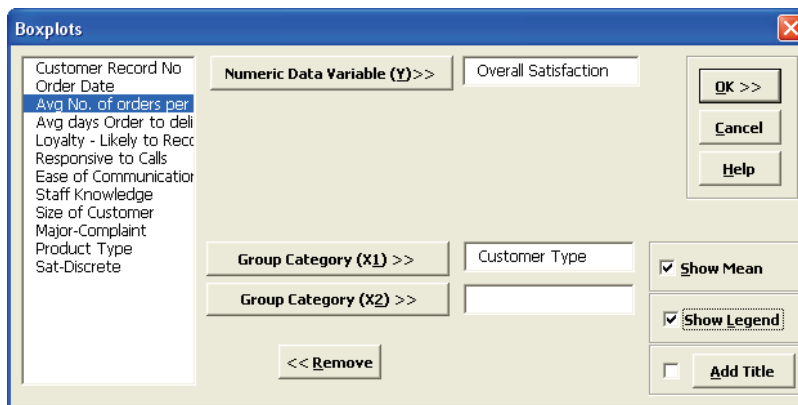 Boxplots
Customer Record No
Order Date
Avg No. of orders per
Avg days Order to deli
Loyalty - Likely to Reco
Responsive to Calls
Ease of Communication
Staff Knowledge
Size of Customer
Major-Complaint
Product Type
Sat-Discrete
Numeric Data Variable (Y)>>
Overall Satisfaction
Group Category (X1) >>
Customer Type
Group Category (X2) >>
<< Remove
OK >>
Cancel
Help
Show Mean
Show Legend
Add Title